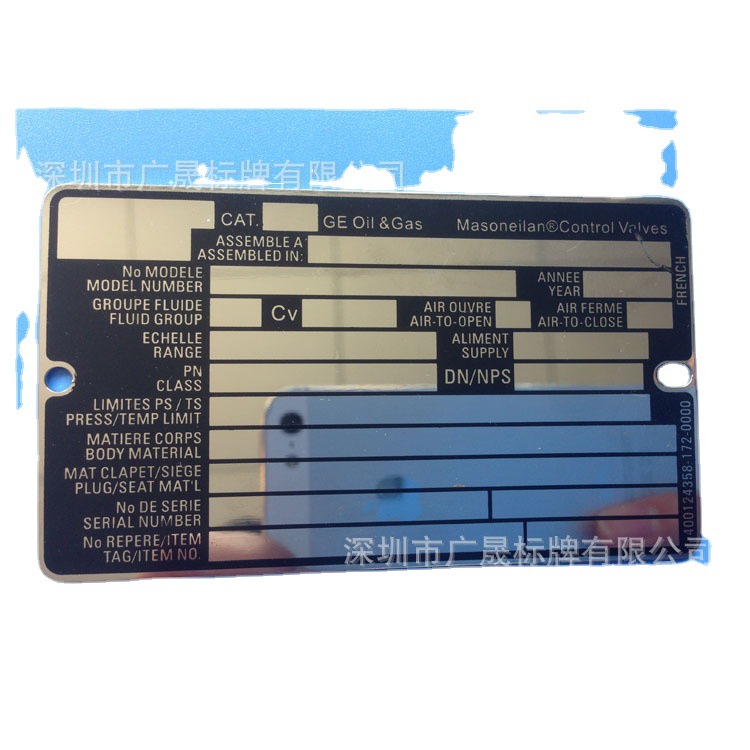 深圳市广晟标牌有限公司
CAT. GE Oil &Gas Masoneilan®Control Valves
ASSEMBLE A
ASSEMBLED IN:
No MODELE
MODEL NUMBER
ANNEE
YEAR
FRENCH
GROUPE FLUIDE
FLUID GROUP
Cv
AIR OUVRE
AIR-TO-OPEN
AIR FERME
AIR-TO-CLOSE
ECHELLE
RANGE
ALIMENT
SUPPLY
PN
CLASS
DN/NPS
LIMITES PS / TS
PRESS/TEMP LIMIT
MATIERE CORPS
BODY MATERIAL
MAT CLAPET/SIÈGE
PLUG/SEAT MAT'L
No DE SERIE
SERIAL NUMBER
No REPERE/ITEM
TAG/ITEM NO.
400124358-172-0000
深圳市广晟标牌有限公司